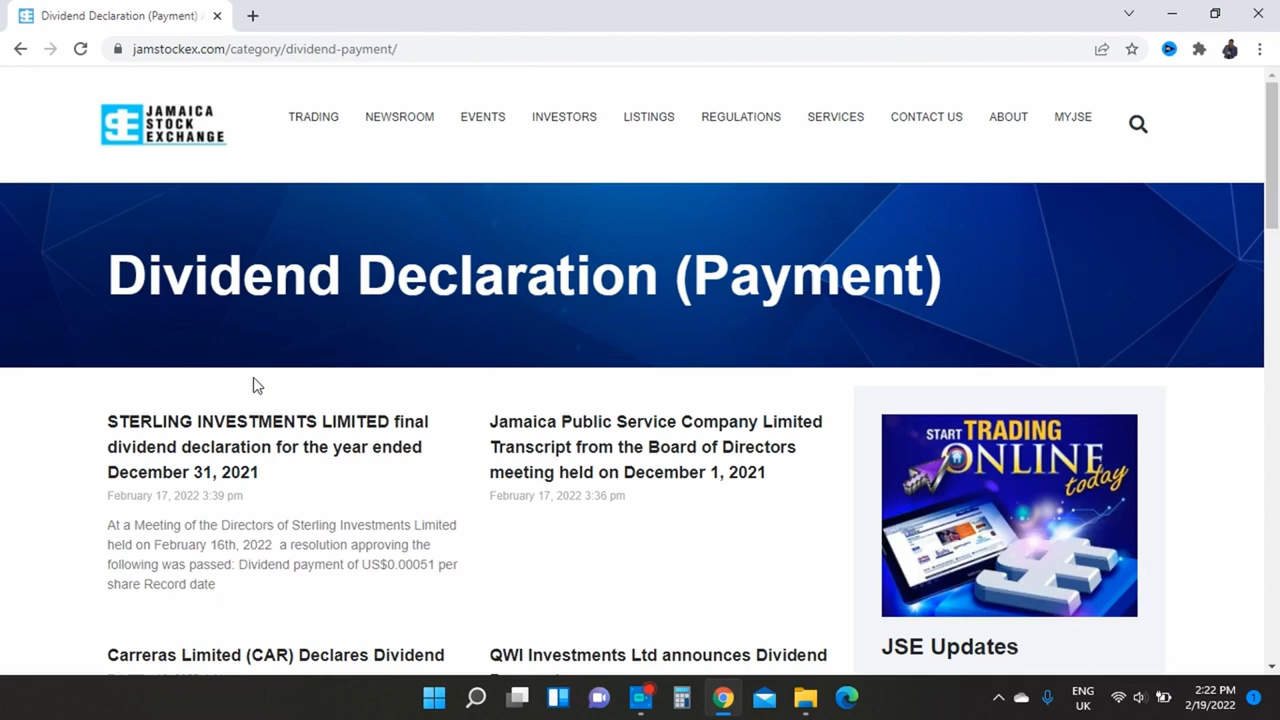 Dividend Declaration (Payment)
jamstockex.com/category/dividend-payment/
JAMAICA
STOCK
EXCHANGE
TRADING NEWSROOM EVENTS INVESTORS LISTINGS REGULATIONS SERVICES CONTACT US ABOUT MYJSE
Dividend Declaration (Payment)
STERLING INVESTMENTS LIMITED final
dividend declaration for the year ended
December 31, 2021
February 17, 2022 3:39 pm
At a Meeting of the Directors of Sterling Investments Limited
held on February 16th, 2022 a resolution approving the
following was passed: Dividend payment of US$0.00051 per
share Record date
Jamaica Public Service Company Limited
Transcript from the Board of Directors
meeting held on December 1, 2021
February 17, 2022 3:36 pm
Carreras Limited (CAR) Declares Dividend
QWI Investments Ltd announces Dividend
START TRADING
ONLINE
today
JSE Updates
ENG
UK
2:22 PM
2/19/2022
1